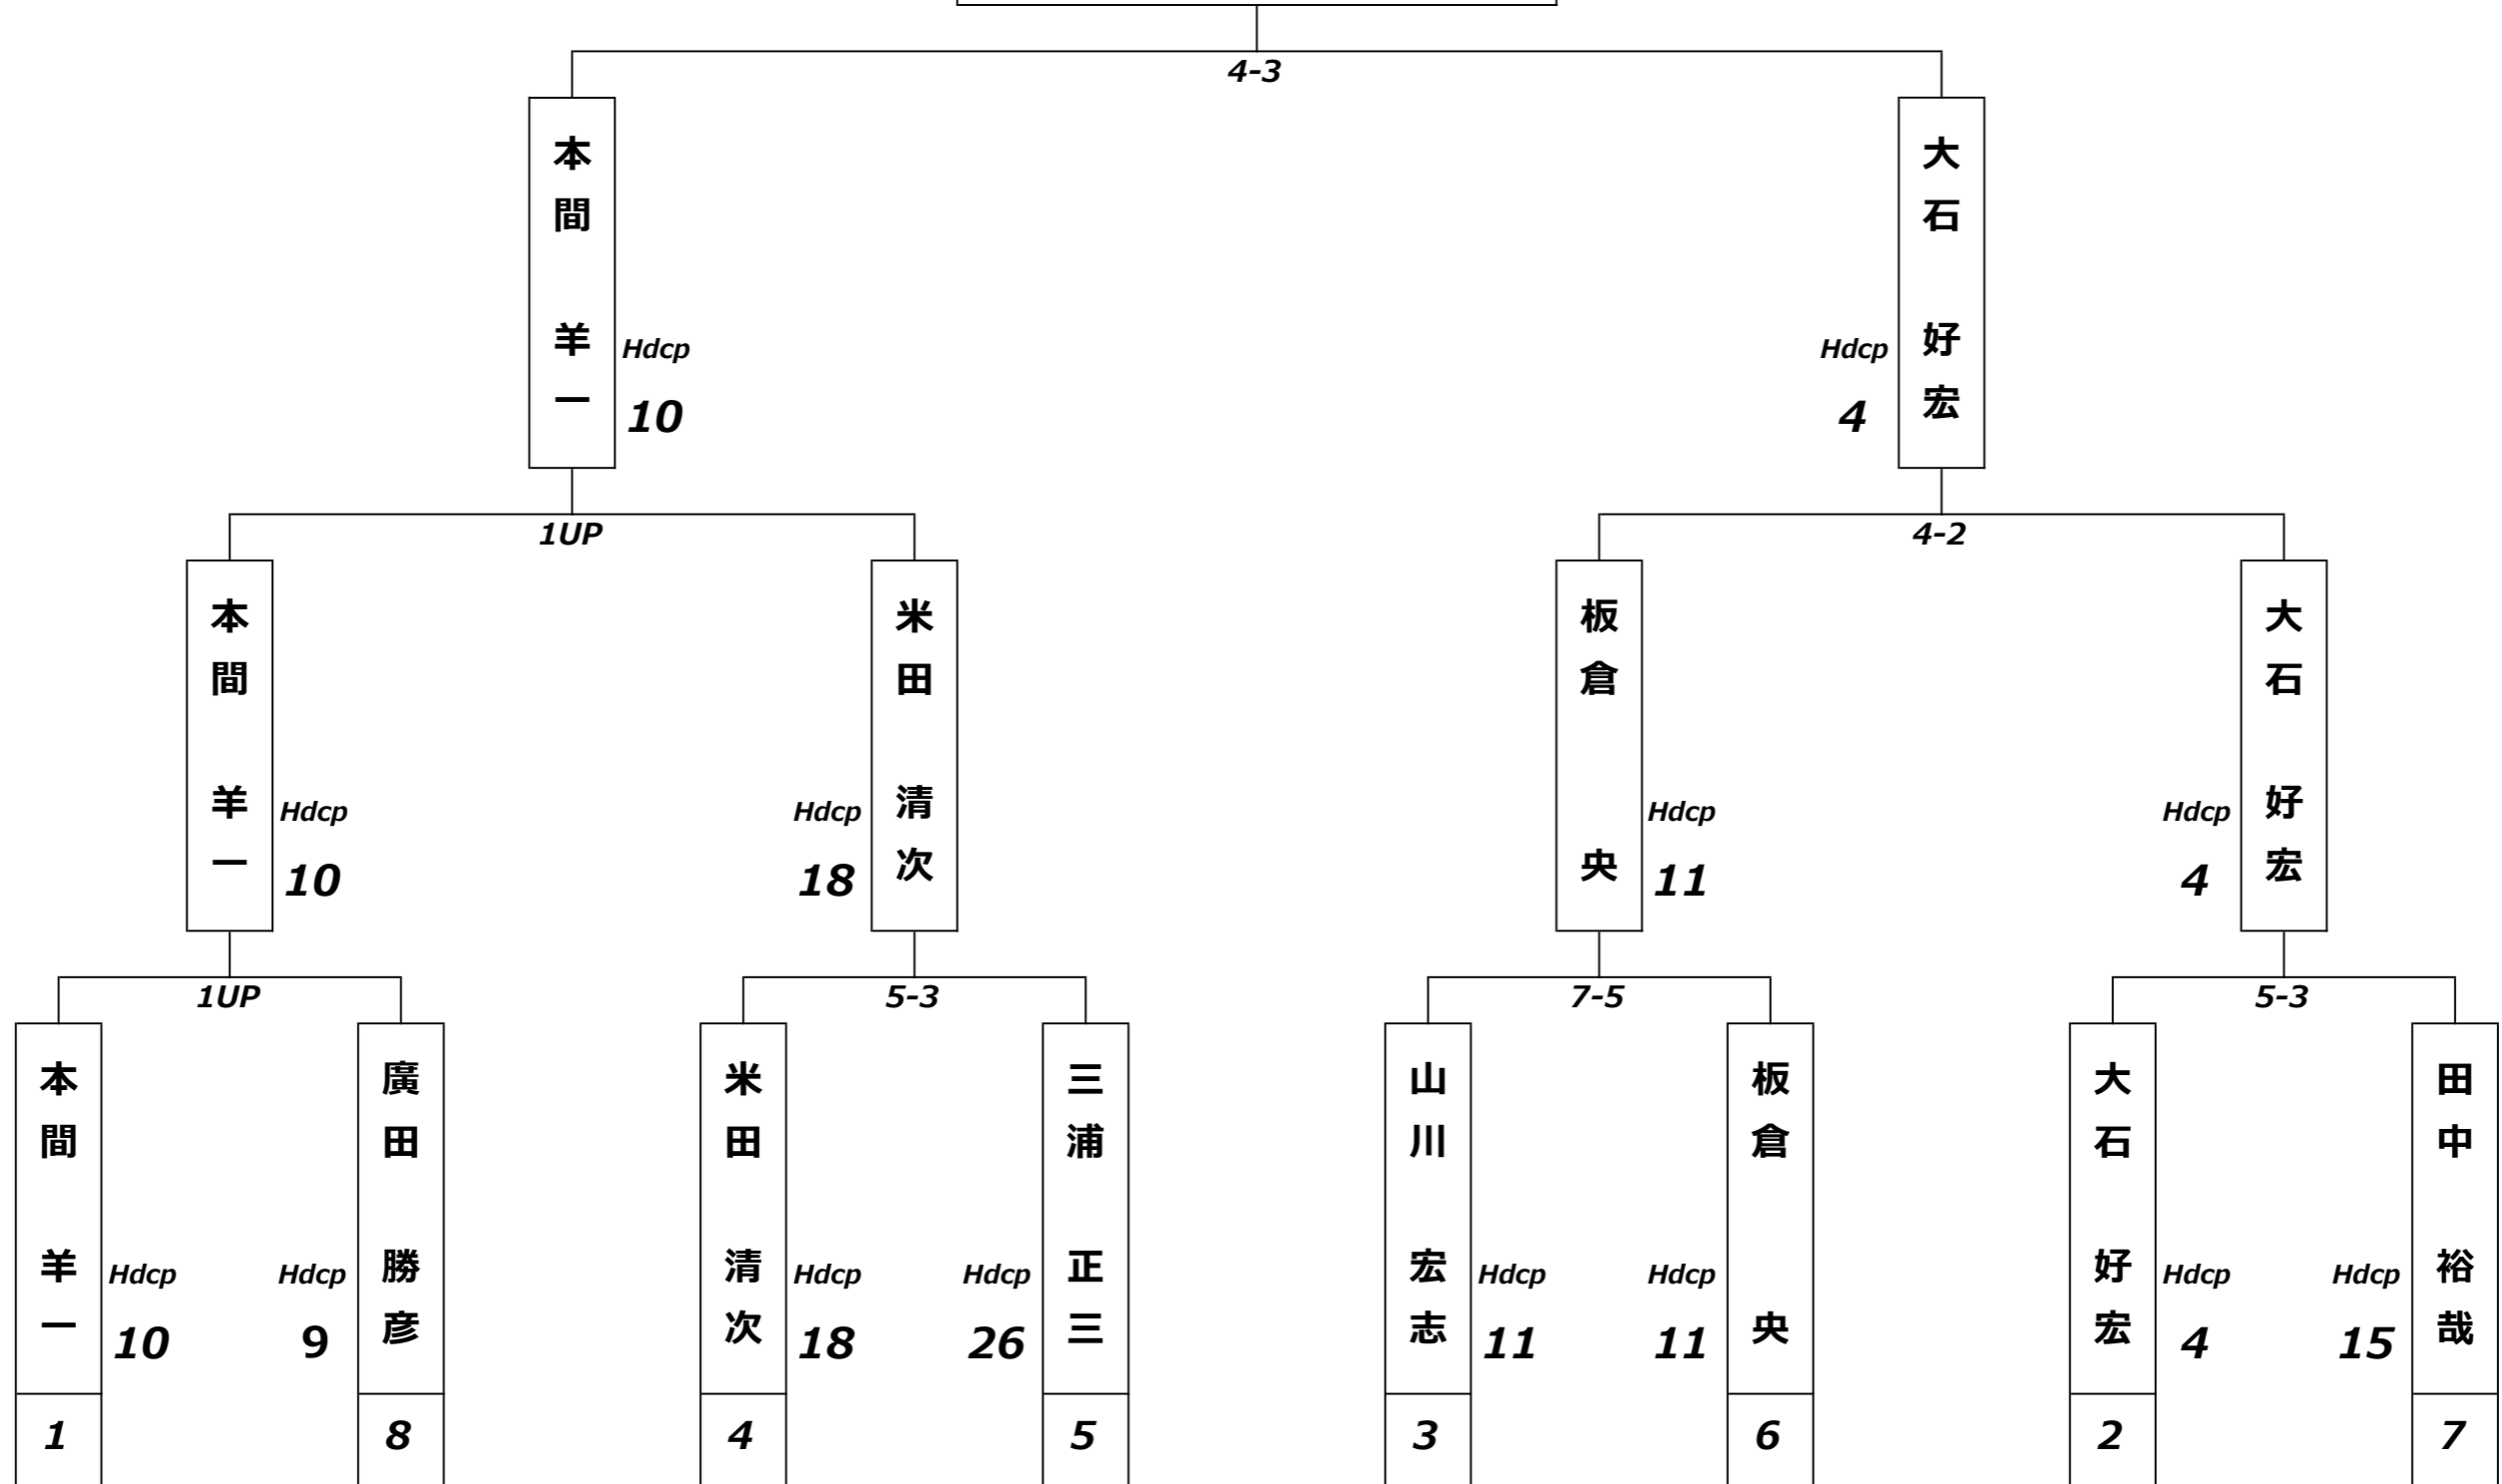 4-3
本間 羊一
Hdcp
10
大石 好宏
Hdcp
4
1UP
4-2
本間 羊一
Hdcp
10
米田 清次
Hdcp
18
板倉 央
Hdcp
11
大石 好宏
Hdcp
4
1UP
5-3
7-5
5-3
本間 羊一
Hdcp
10
1
廣田 勝彦
Hdcp
9
8
米田 清次
Hdcp
18
4
三浦 正三
Hdcp
26
5
山川 宏志
Hdcp
11
3
板倉 央
Hdcp
11
6
大石 好宏
Hdcp
4
2
田中 裕哉
Hdcp
15
7